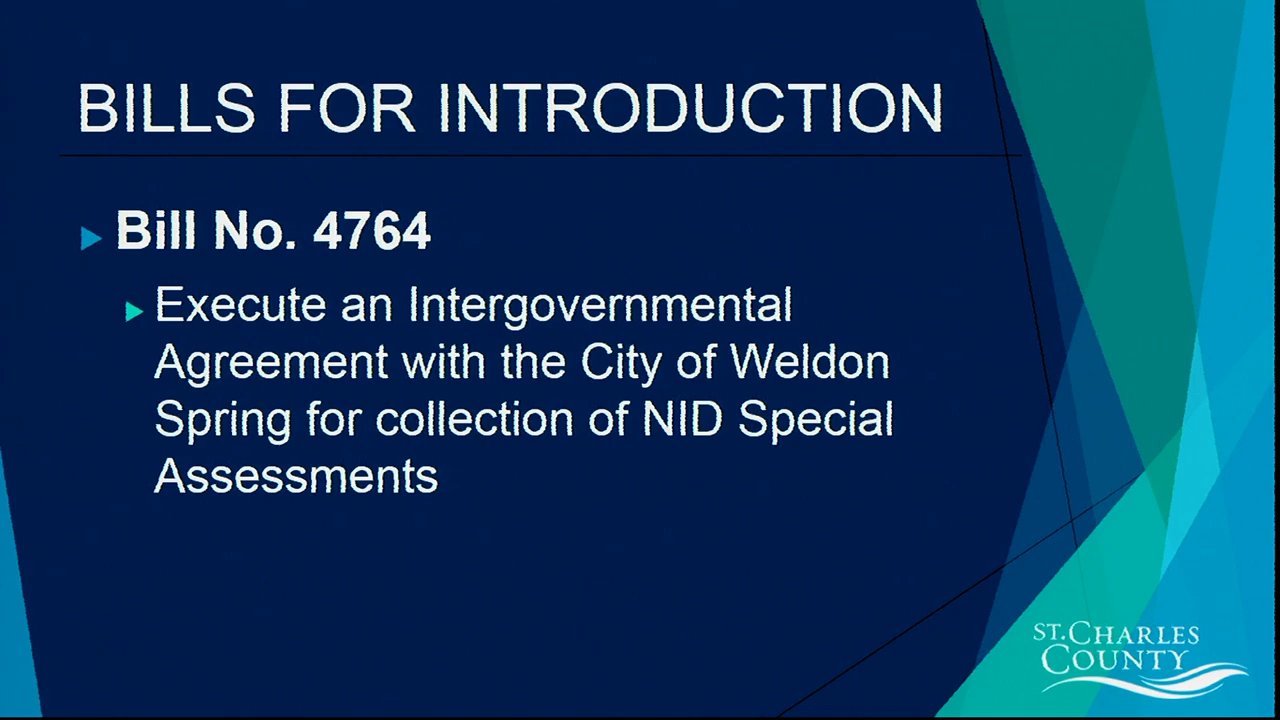 BILLS FOR INTRODUCTION
Bill No. 4764
Execute an Intergovernmental
Agreement with the City of Weldon
Spring for collection of NID Special
Assessments
ST. CHARLES
COUNTY